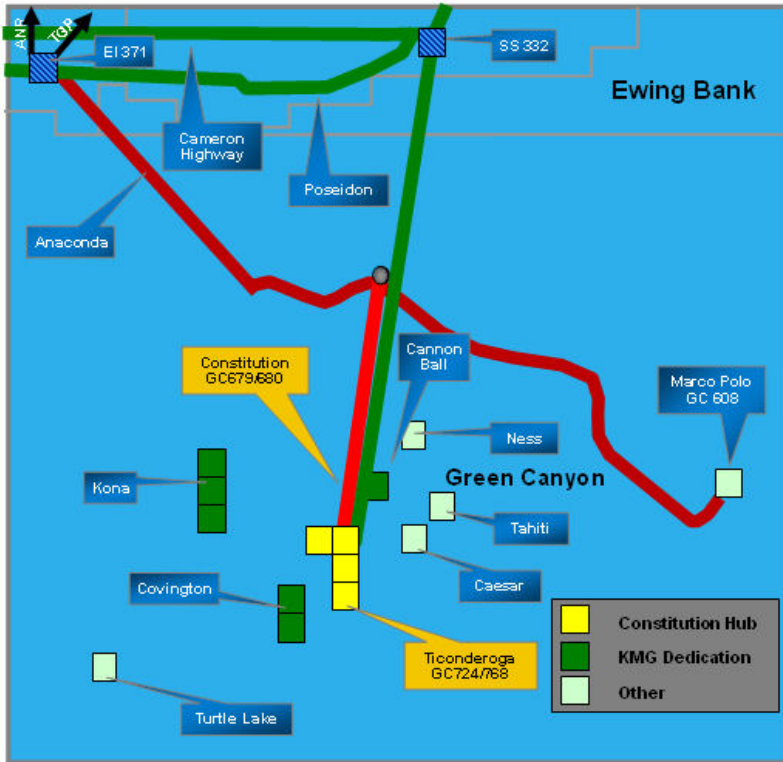 ANR
TGP
EI 371
SS 332
Ewing Bank
Cameron
Highway
Poseidon
Anaconda
Constitution
GC679/680
Cannon
Ball
Marco Polo
GC 608
Ness
Kona
Green Canyon
Tahiti
Caesar
Covington
Constitution Hub
KMG Dedication
Other
Ticonderoga
GC724/768
Turtle Lake